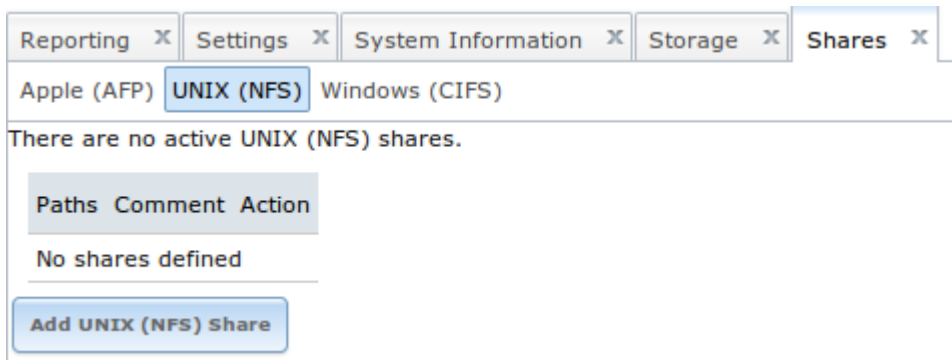 Reporting X Settings X System Information X Storage X Shares X
Apple (AFP) UNIX (NFS) Windows (CIFS)
There are no active UNIX (NFS) shares.
Paths Comment Action
No shares defined
Add UNIX (NFS) Share